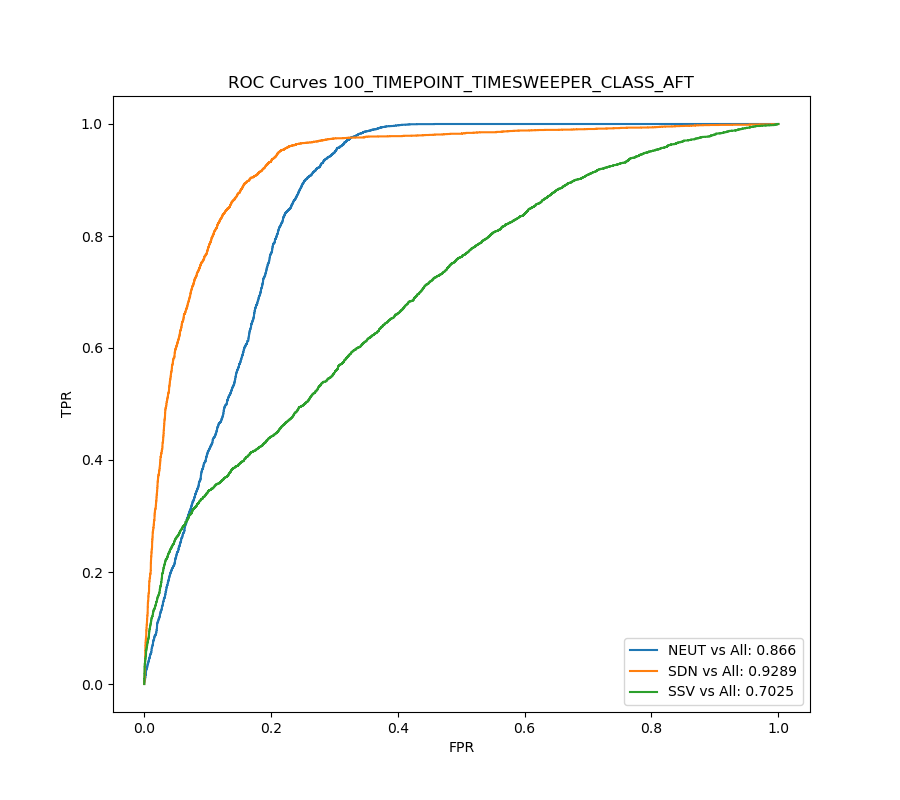 ROC Curves 100_TIMEPOINT_TIMESWEEPER_CLASS_AFT
1.0
0.8
0.6
0.4
0.2
0.0
TPR
0.0 0.2 0.4 0.6 0.8 1.0
FPR
NEUT vs All: 0.866
SDN vs All: 0.9289
SSV vs All: 0.7025